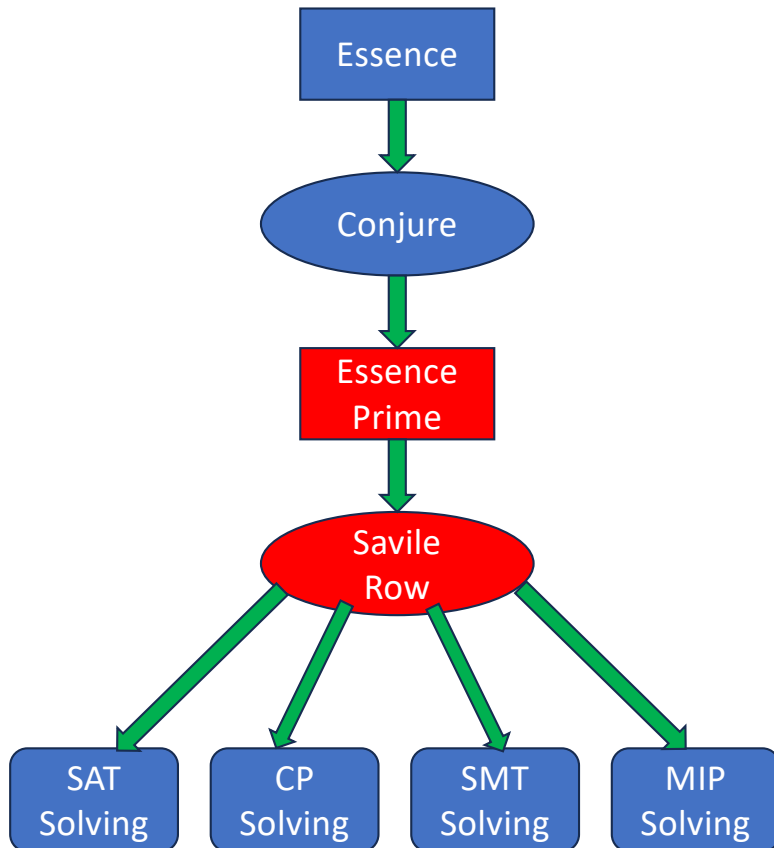 Essence
Conjure
Essence
Prime
Savile
Row
SAT
Solving
CP
Solving
SMT
Solving
MIP
Solving